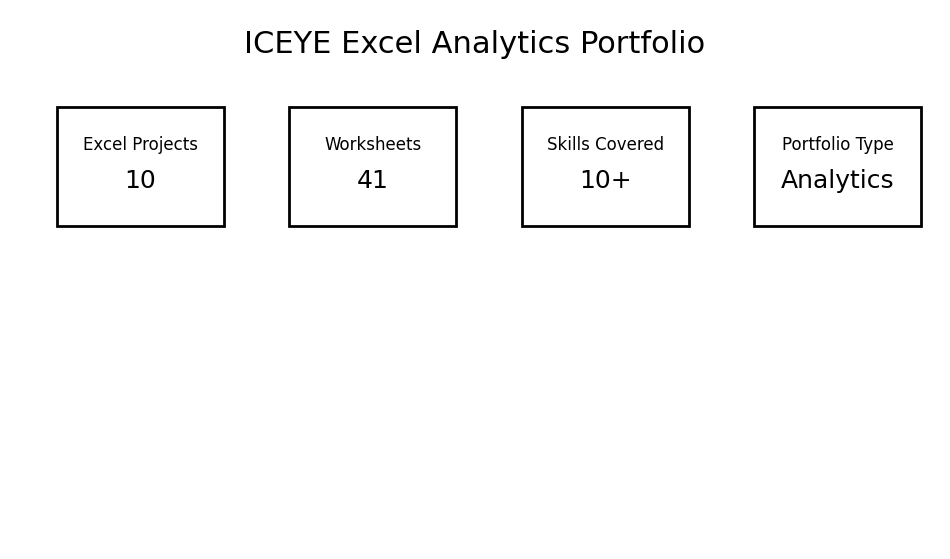 ICEYE Excel Analytics Portfolio
Excel Projects
10
Worksheets
41
Skills Covered
10+
Portfolio Type
Analytics